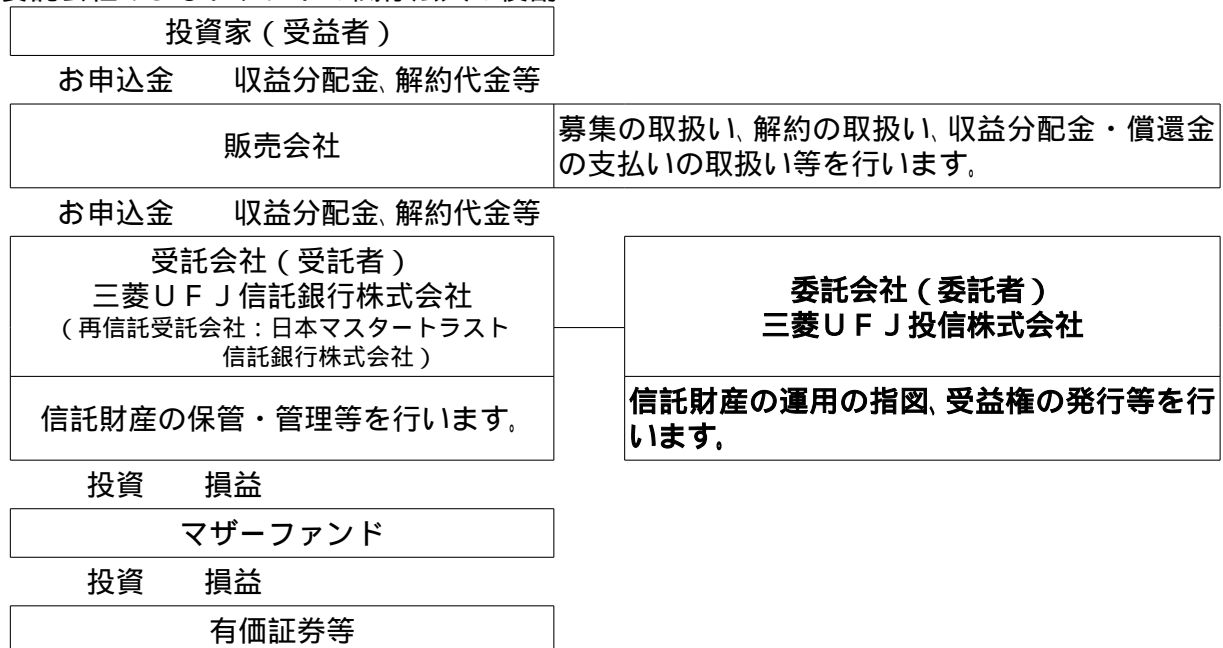 投資家（受益者）
お申込金　　収益分配金、解約代金等
販売会社
募集の取扱い、解約の取扱い、収益分配金・償還金
の支払いの取扱い等を行います。
お申込金　　収益分配金、解約代金等
受託会社（受託者）
三菱ＵＦＪ信託銀行株式会社
（再信託受託会社：日本マスタートラスト
信託銀行株式会社）
委託会社（委託者）
三菱ＵＦＪ投信株式会社
信託財産の保管・管理等を行います。
信託財産の運用の指図、受益権の発行等を行
います。
投資　　損益
マザーファンド
投資　　損益
有価証券等